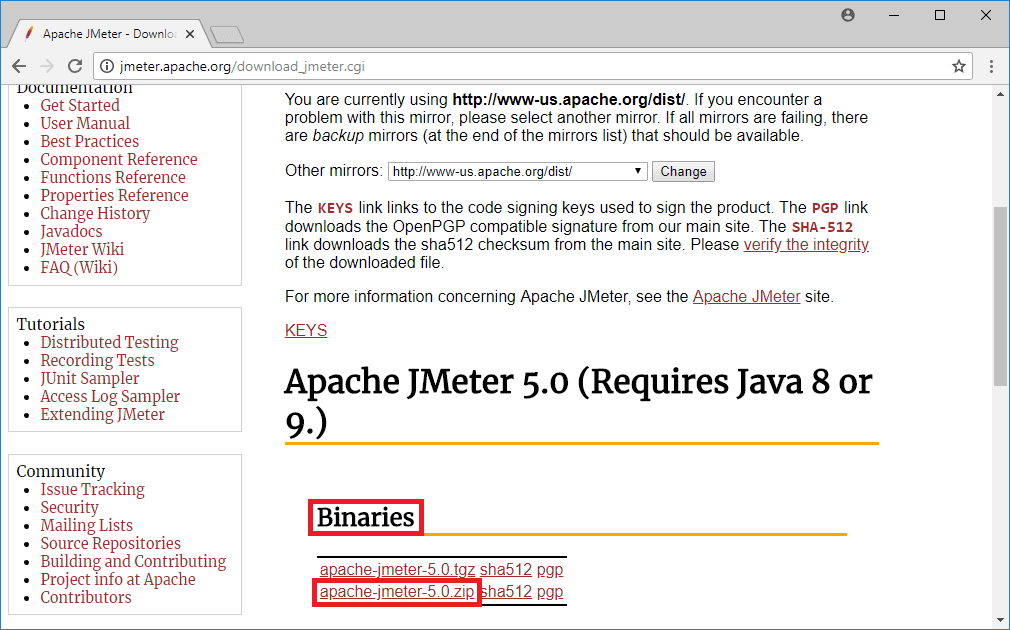 Apache JMeter - Downlo
jmeter.apache.org/download_jmeter.cgi
Documentation
Get Started
User Manual
Best Practices
Component Reference
Functions Reference
Properties Reference
Change History
Javadocs
JMeter Wiki
FAQ (Wiki)
Tutorials
Distributed Testing
Recording Tests
JUnit Sampler
Access Log Sampler
Extending JMeter
Community
Issue Tracking
Security
Mailing Lists
Source Repositories
Building and Contributing
Project info at Apache
Contributors
You are currently using http://www-us.apache.org/dist/. If you encounter a
problem with this mirror, please select another mirror. If all mirrors are failing, there
are backup mirrors (at the end of the mirrors list) that should be available.
Other mirrors: http://www-us.apache.org/dist/ Change
The KEYS link links to the code signing keys used to sign the product. The PGP link
downloads the OpenPGP compatible signature from our main site. The SHA-512
link downloads the sha512 checksum from the main site. Please verify the integrity
of the downloaded file.
For more information concerning Apache JMeter, see the Apache JMeter site.
KEYS
Apache JMeter 5.0 (Requires Java 8 or
9.)
Binaries
apache-jmeter-5.0.tgz sha512 pgp
apache-jmeter-5.0.zip sha512 pgp